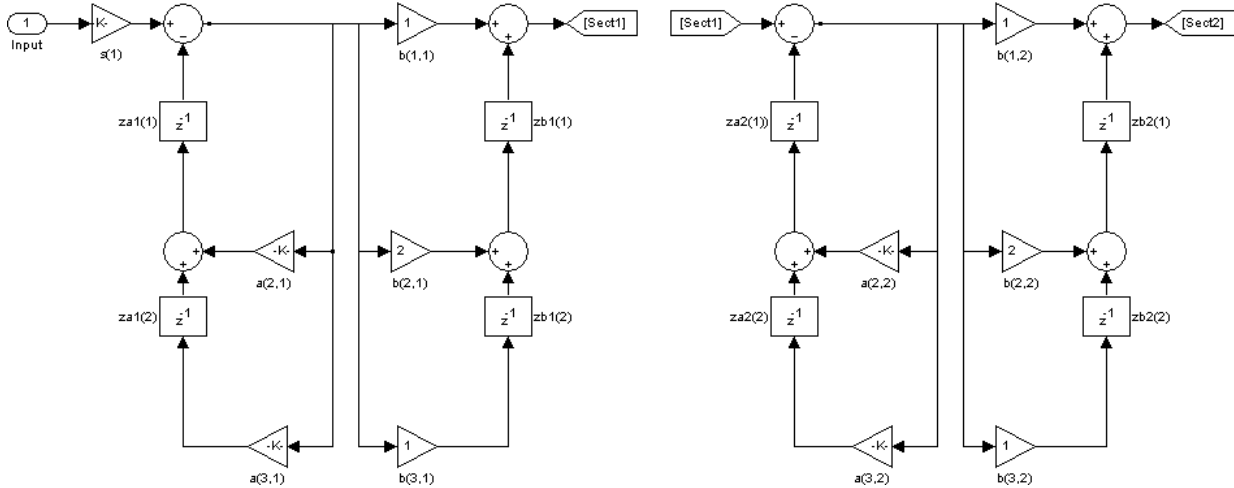 1
Input
K-
s(1)
+
−
1
b(1,1)
+
+
[Sect1]
za1(1)
z-1
z-1
zb1(1)
+
+
-K-
a(2,1)
2
b(2,1)
+
+
za1(2)
z-1
z-1
zb1(2)
-K-
a(3,1)
1
b(3,1)
[Sect1]
+
−
1
b(1,2)
+
+
[Sect2]
za2(1))
z-1
z-1
zb2(1)
+
+
-K-
a(2,2)
2
b(2,2)
+
+
za2(2)
z-1
z-1
zb2(2)
-K-
a(3,2)
1
b(3,2)